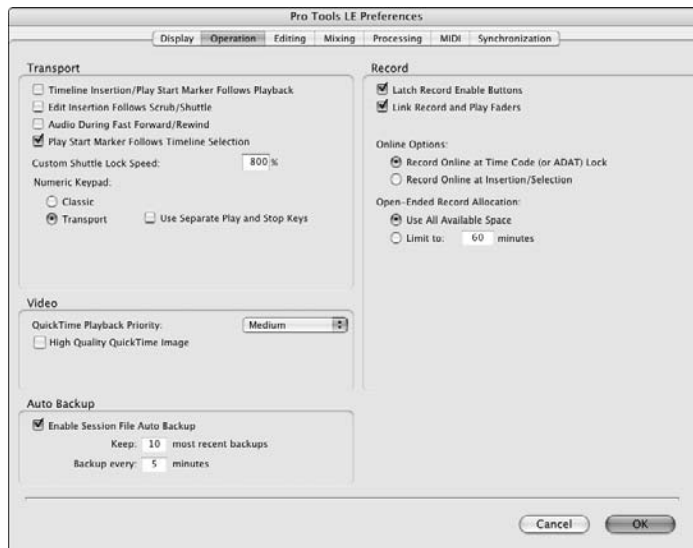 Pro Tools LE Preferences
Display Operation Editing Mixing Processing MIDI Synchronization
Transport
Timeline Insertion/Play Start Marker Follows Playback
Edit Insertion Follows Scrub/Shuttle
Audio During Fast Forward/Rewind
Play Start Marker Follows Timeline Selection
Custom Shuttle Lock Speed: 800 %
Numeric Keypad:
Classic
Transport Use Separate Play and Stop Keys
Record
Latch Record Enable Buttons
Link Record and Play Faders
Online Options:
Record Online at Time Code (or ADAT) Lock
Record Online at Insertion/Selection
Open-Ended Record Allocation:
Use All Available Space
Limit to: 60 minutes
Video
QuickTime Playback Priority: Medium
High Quality QuickTime Image
Auto Backup
Enable Session File Auto Backup
Keep: 10 most recent backups
Backup every: 5 minutes
Cancel OK